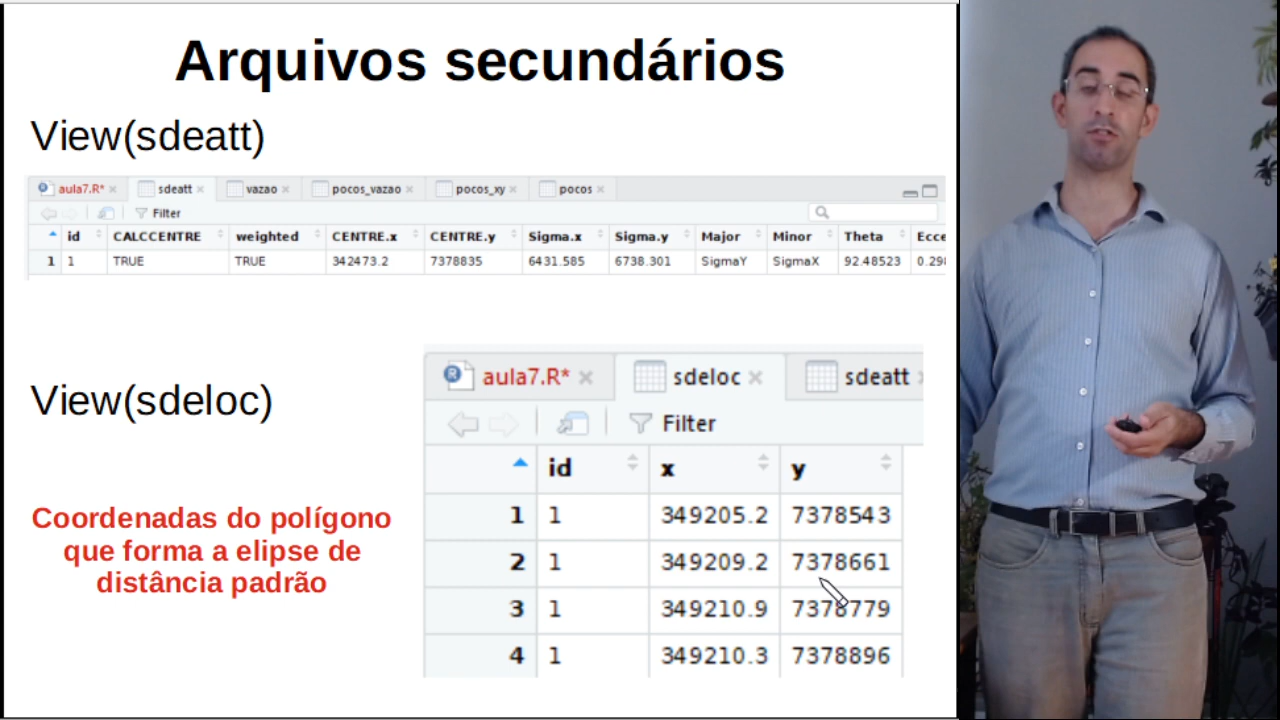 Arquivos secundários
View(sdeatt)
aula7.R* sdeatt vazao pocos_vazao pocos_xy pocos
Filter
id CALCCENTRE weighted CENTRE.x CENTRE.y Sigma.x Sigma.y Major Minor Theta Ecce
1 1 TRUE TRUE 342473.2 7378835 6431.585 6738.301 SigmaY SigmaX 92.48523 0.298
View(sdeloc)
Coordenadas do polígono
que forma a elipse de
distância padrão
aula7.R* sdeloc sdeatt
Filter
id x y
1 1 349205.2 7378543
2 1 349209.2 7378661
3 1 349210.9 7378779
4 1 349210.3 7378896